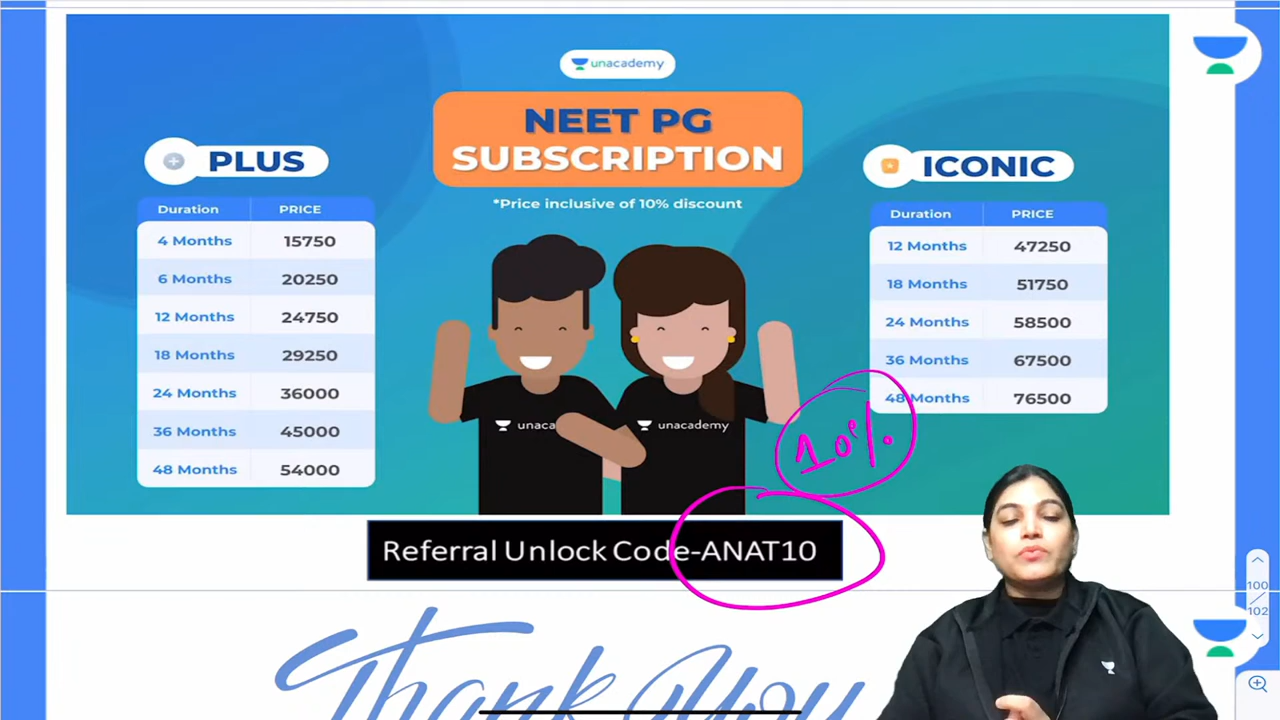 unacademy
NEET PG
SUBSCRIPTION
*Price inclusive of 10% discount
PLUS
Duration PRICE
4 Months 15750
6 Months 20250
12 Months 24750
18 Months 29250
24 Months 36000
36 Months 45000
48 Months 54000
ICONIC
Duration PRICE
12 Months 47250
18 Months 51750
24 Months 58500
36 Months 67500
48 Months 76500
unaca
unacademy
10%
Referral Unlock Code-ANAT10
100
102
Thank You